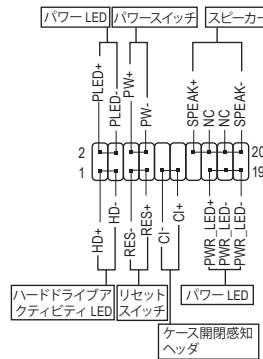 パワー LED
パワースイッチ
スピーカー
PLED+
PLED-
PW+
PW-
SPEAK+
NC
NC
SPEAK-
2
20
1
19
HD+
HD-
RES-
RES+
CI-
CI+
PWR_LED+
PWR_LED-
PWR_LED-
ハードドライブア
クティビティ LED
リセット
スイッチ
パワー LED
ケース開閉感知
ヘッダ